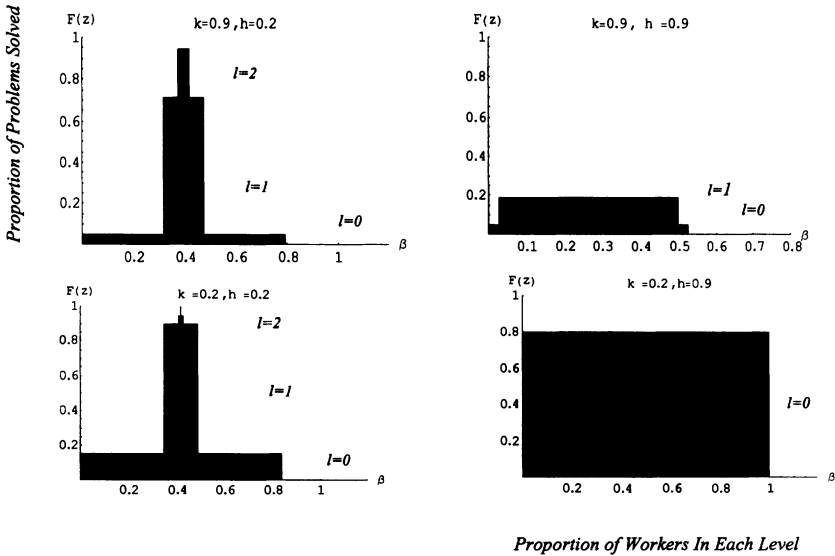 Proportion of Problems Solved
F(z)
k=0.9,h=0.2
1
0.8
0.6
0.4
0.2
l=2
l=1
l=0
0.2 0.4 0.6 0.8 1 β
F(z)
k=0.9, h =0.9
1
0.8
0.6
0.4
0.2
l=1
l=0
0.1 0.2 0.3 0.4 0.5 0.6 0.7 0.8 β
F(z)
k =0.2,h =0.2
1
0.8
0.6
0.4
0.2
l=2
l=1
l=0
0.2 0.4 0.6 0.8 1 β
F(z)
k =0.2,h=0.9
1
0.8
0.6
0.4
0.2
l=0
0.2 0.4 0.6 0.8 1 β
Proportion of Workers In Each Level